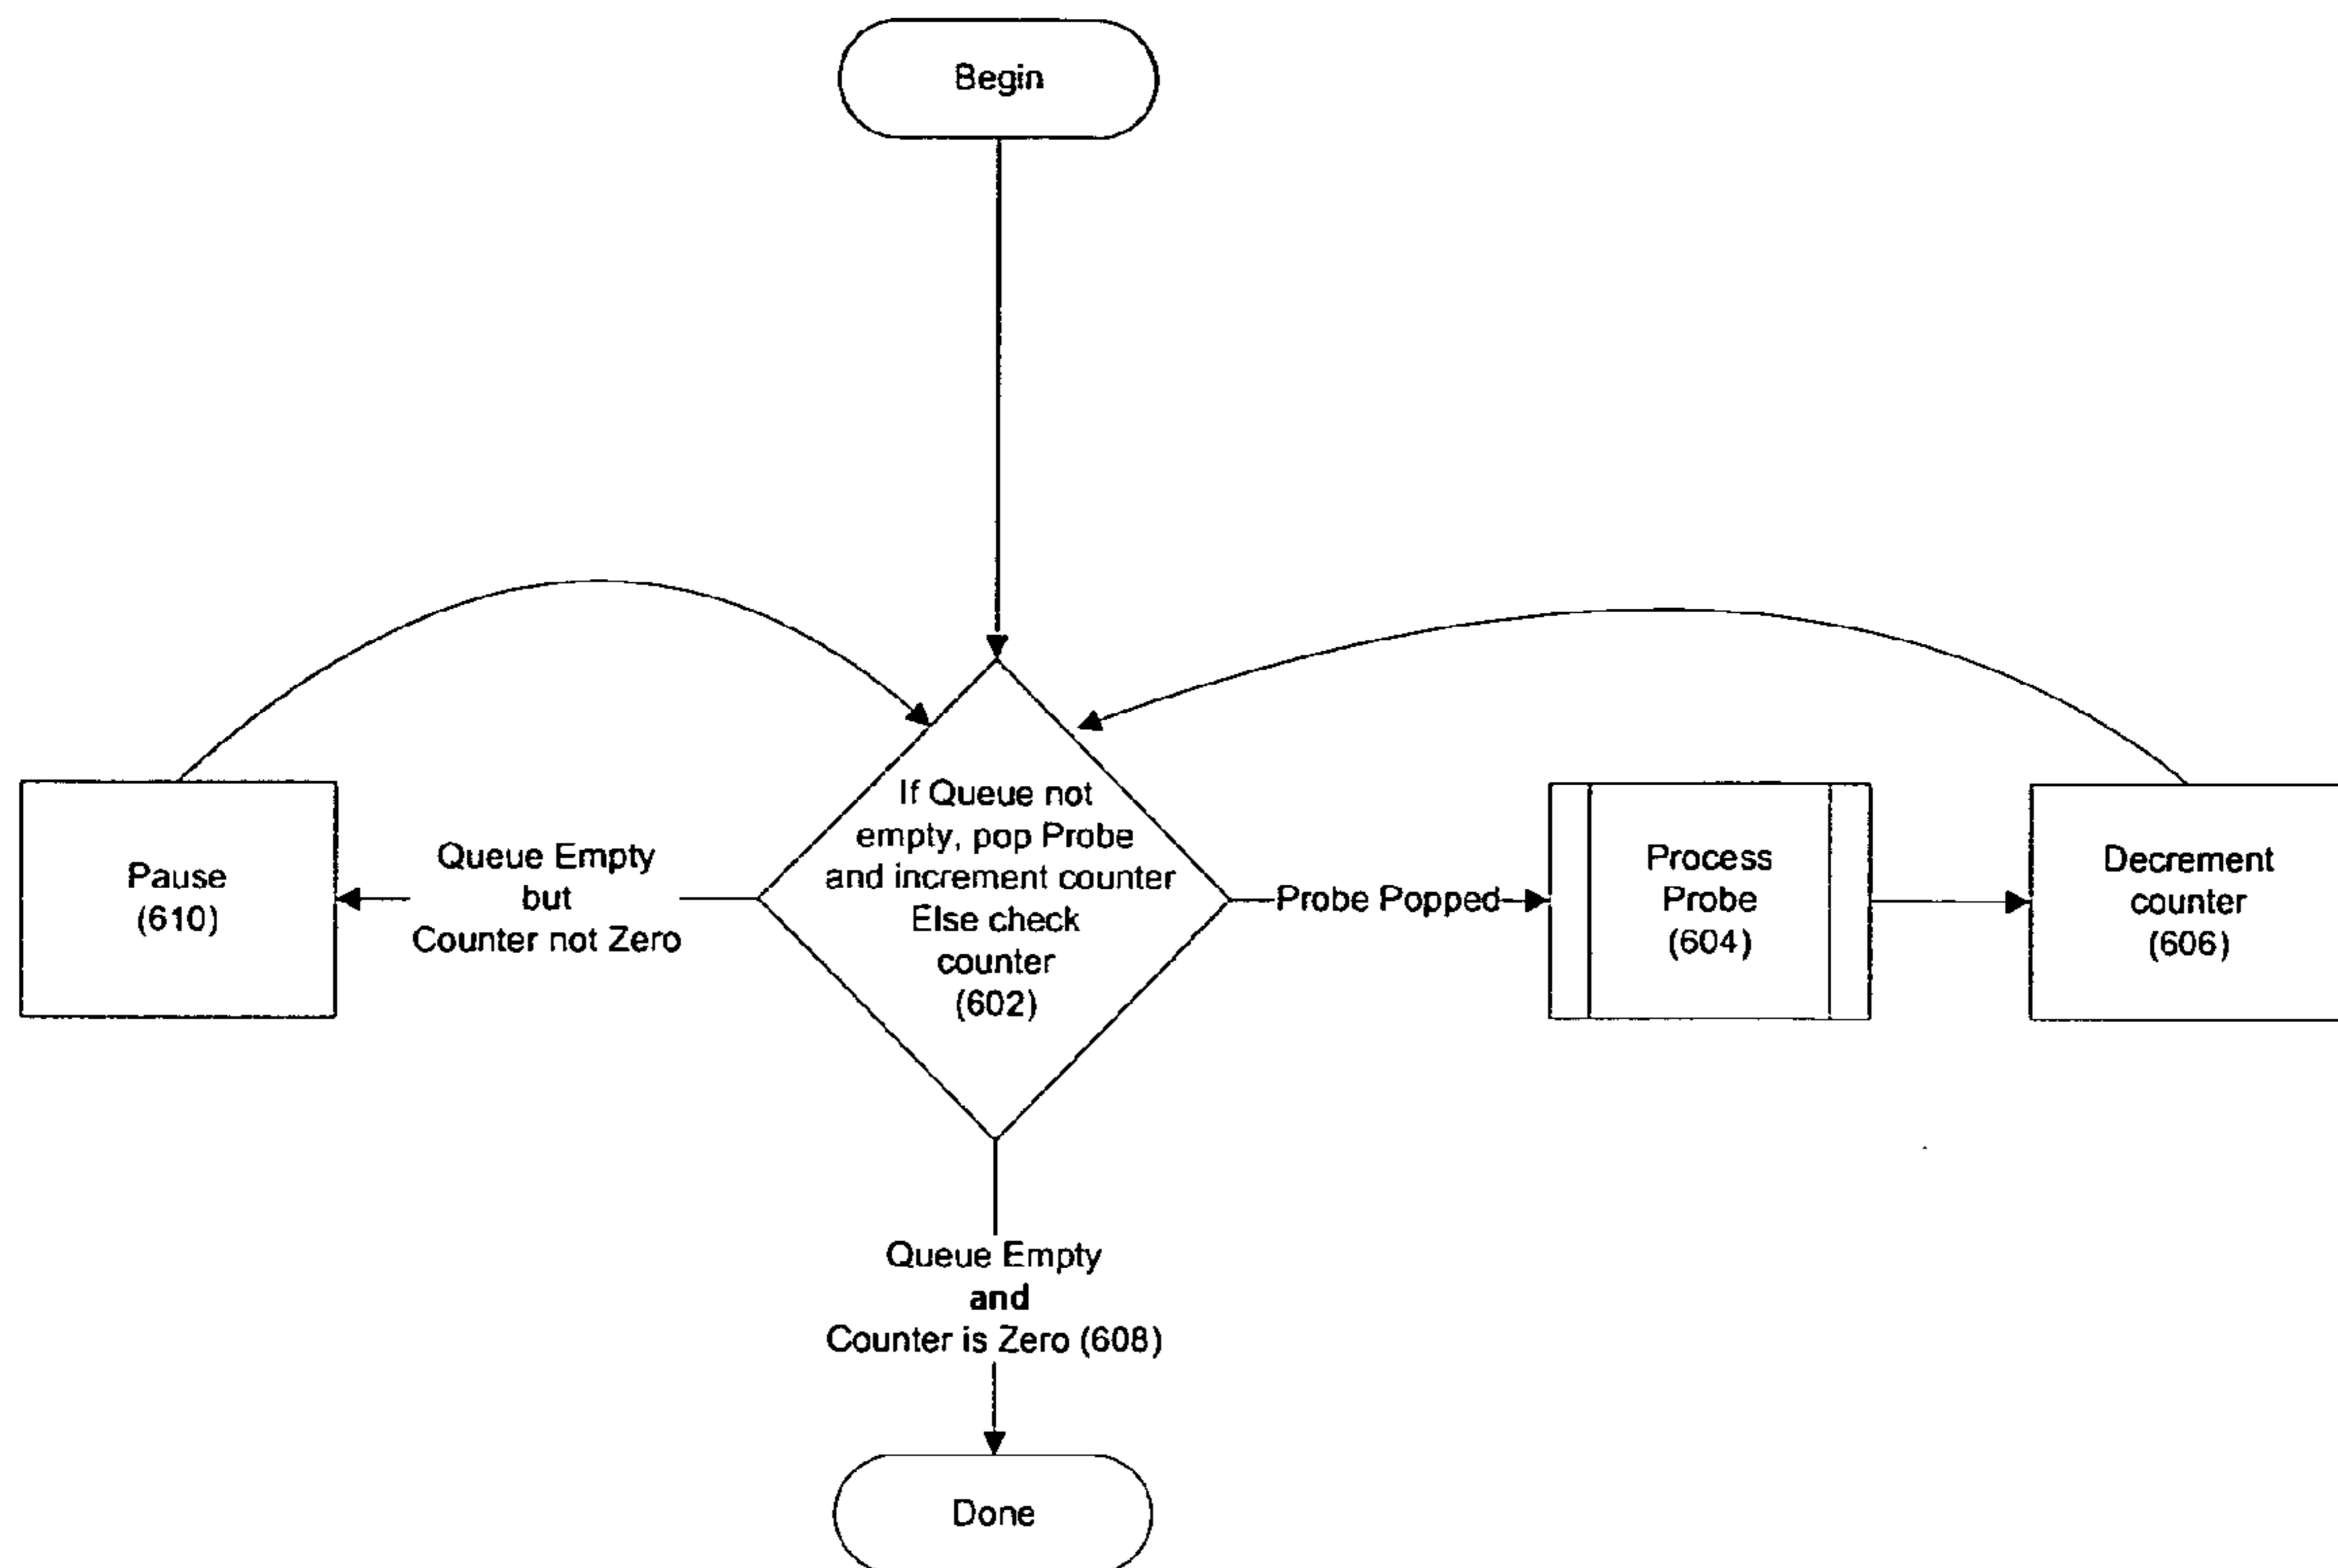 Begin
If Queue not
empty, pop Probe
and increment counter
Else check
counter
(602)
Pause
(610)
Queue Empty
but
Counter not Zero
Probe Popped
Process
Probe
(604)
Decrement
counter
(606)
Queue Empty
and
Counter is Zero (608)
Done